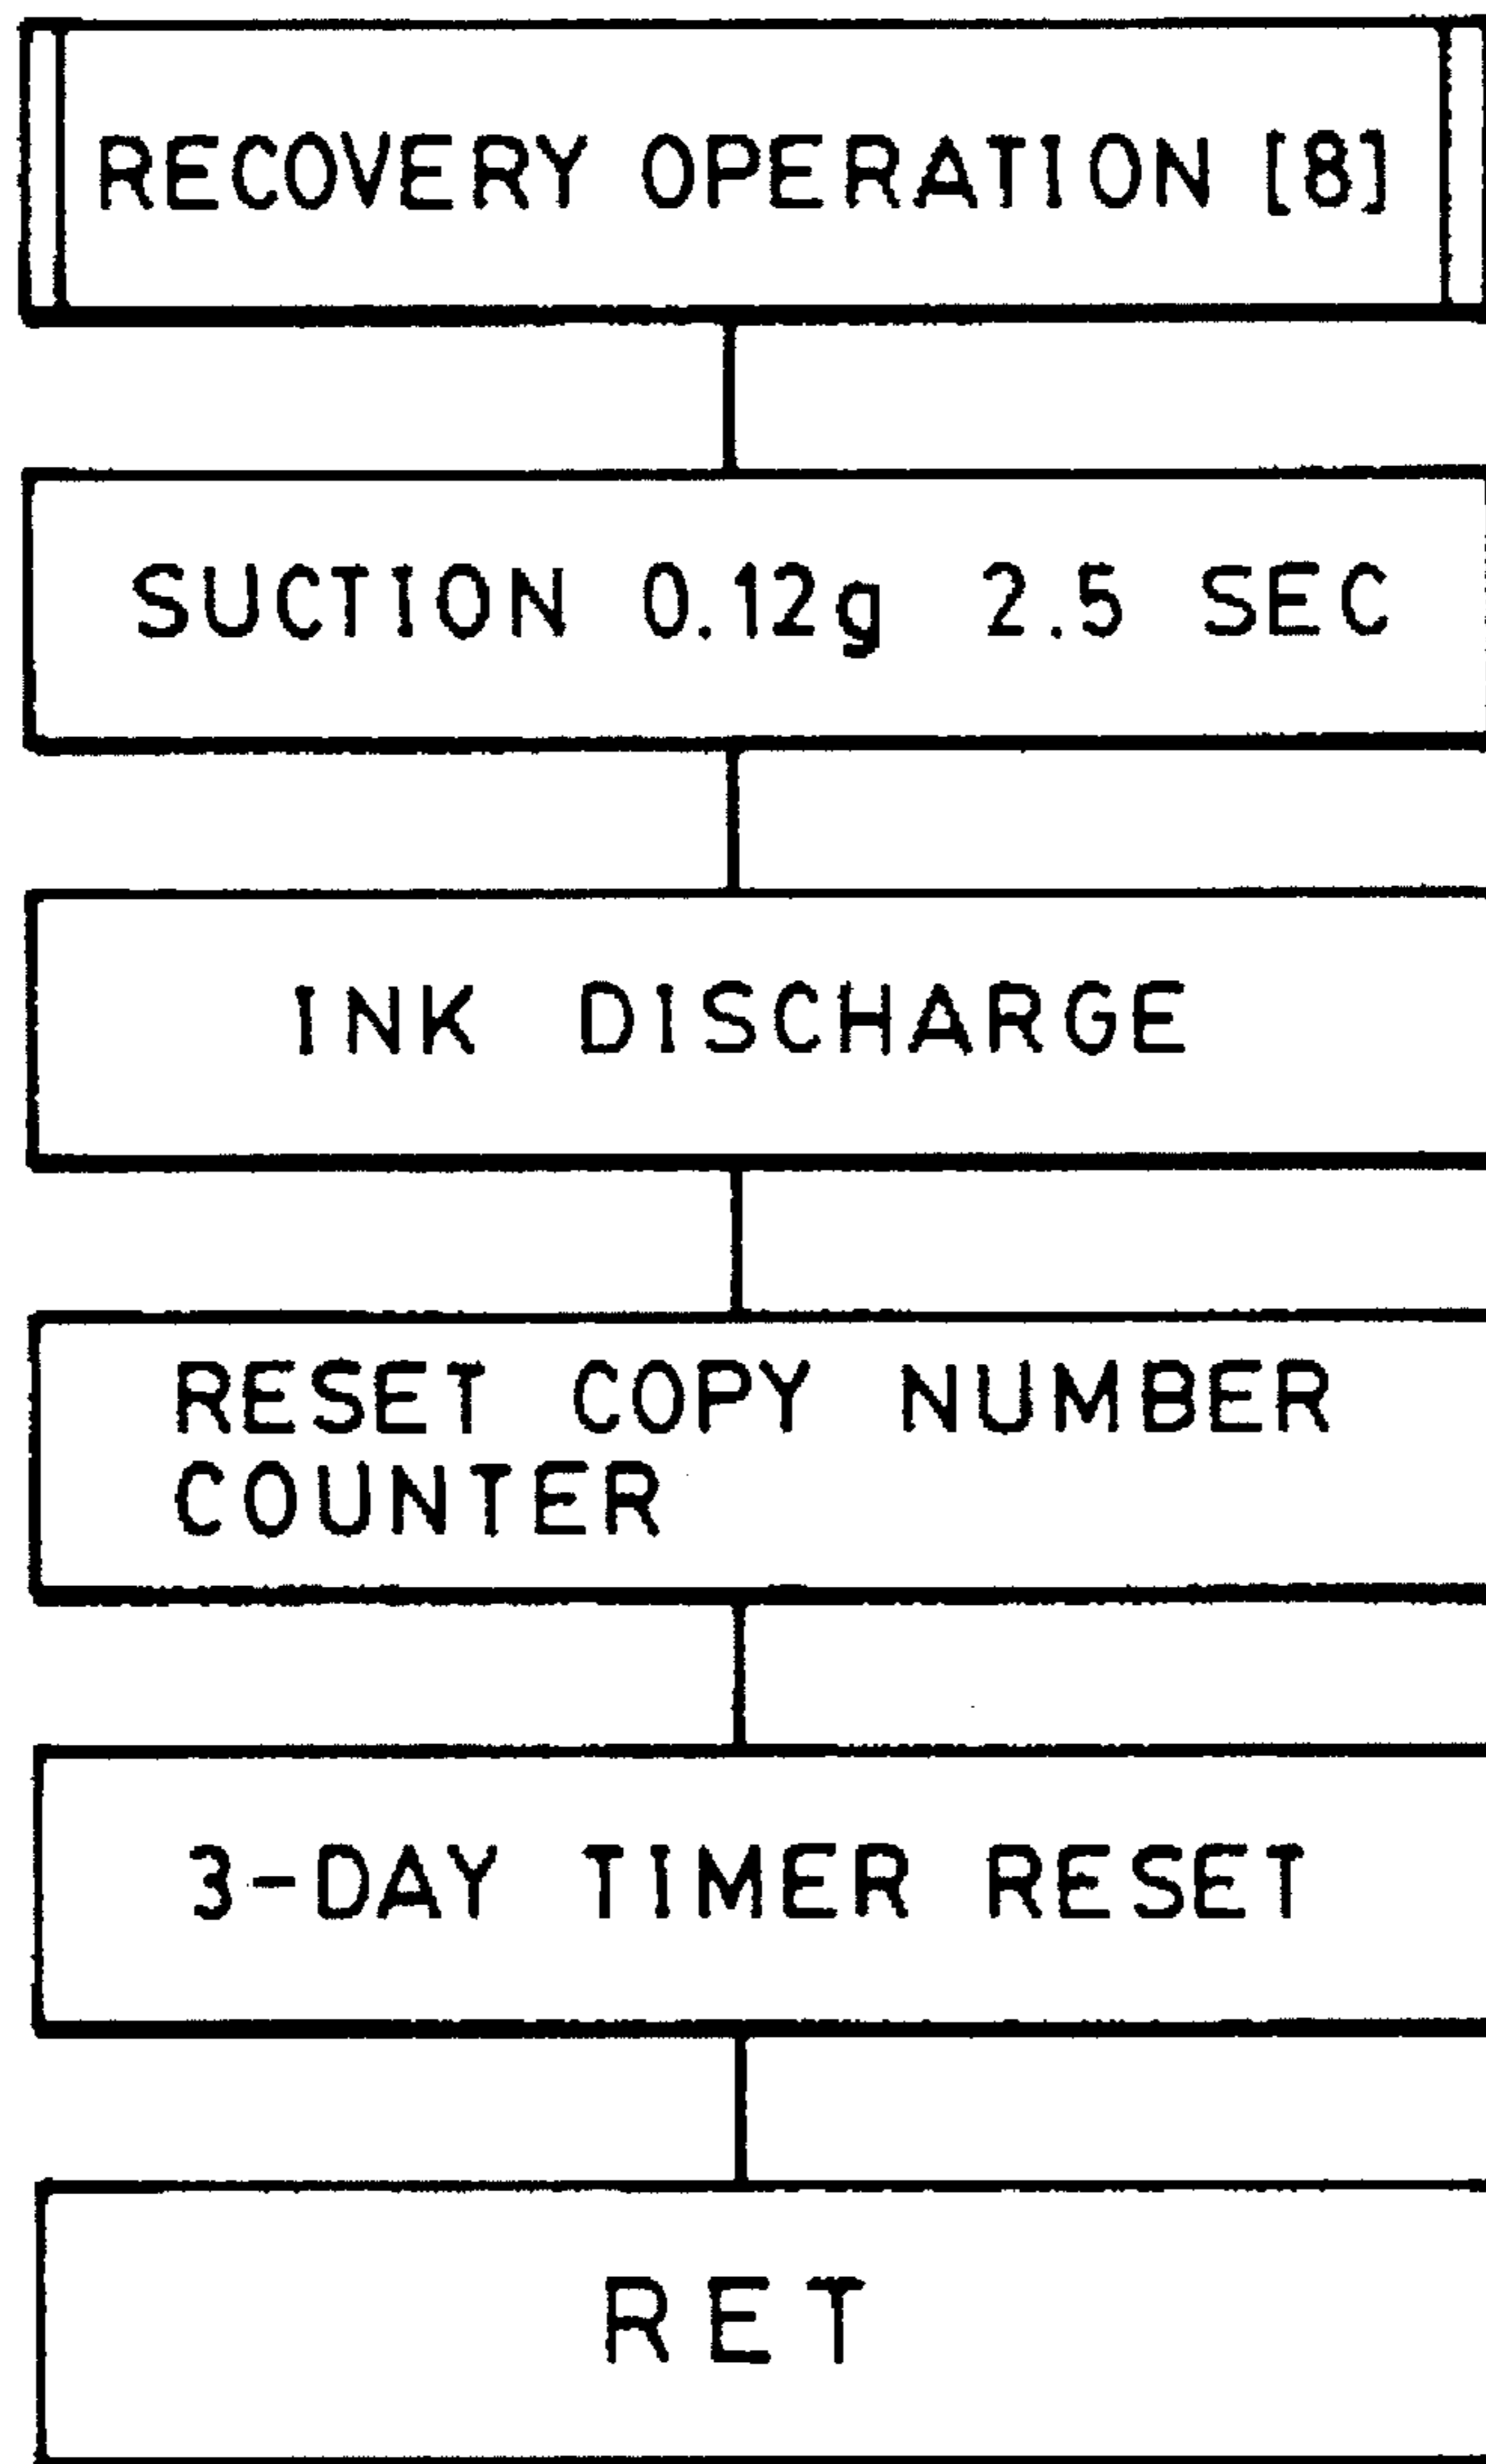 RECOVERY OPERATION [8]
SUCTION 0.12g 2.5 SEC
INK DISCHARGE
RESET COPY NUMBER
COUNTER
3-DAY TIMER RESET
RET